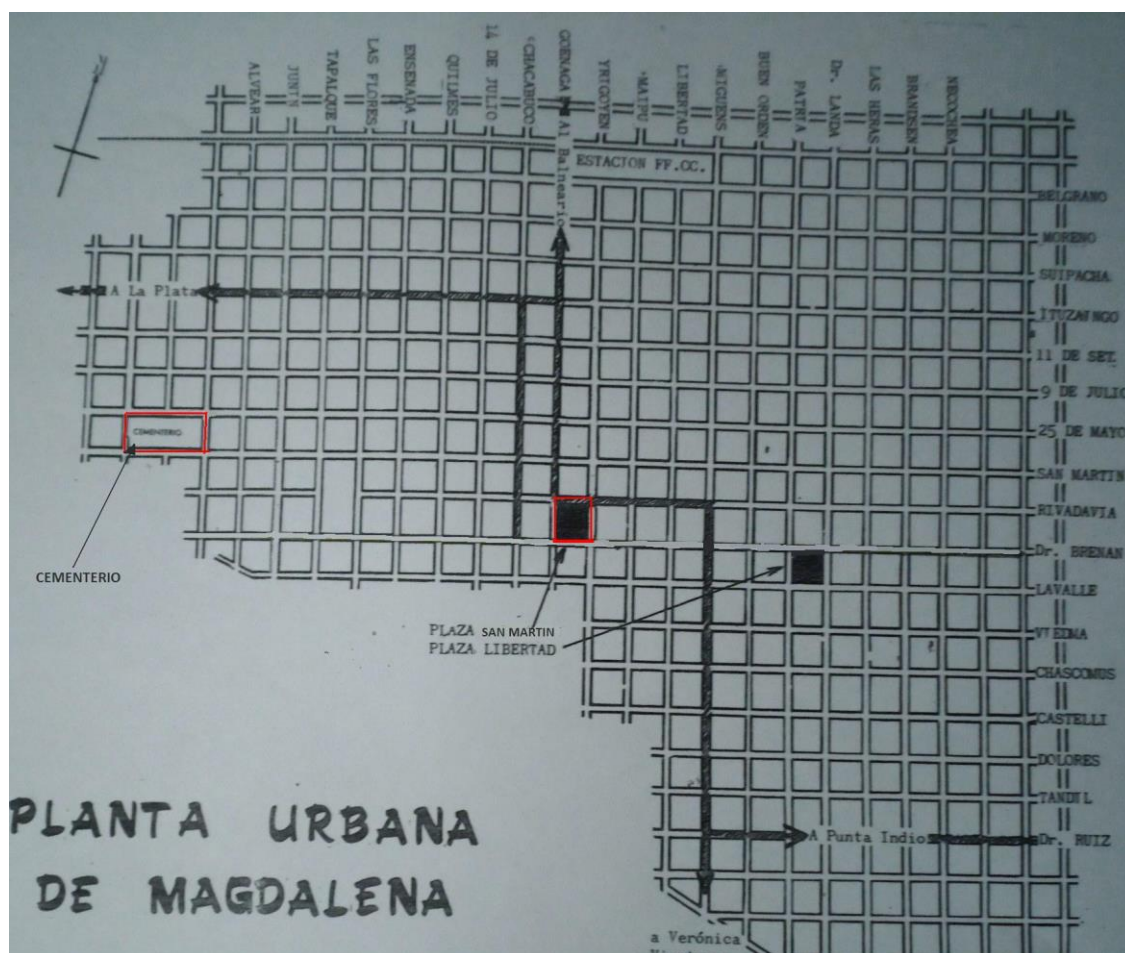 ALVEAR
JUNIN
TAPALQUE
LAS FLORES
ENSENADA
QUILMES
14 DE JULIO
CHACABUCO
GOENAGA
Al Balneario
YRIGOYEN
MAIPU
LIBERTAD
MIGUENS
BUEN ORDEN
PATRIA
Dr. LANDA
LAS HERAS
BRANDSEN
NECOCHEA
ESTACION FF.CC.
BELGRANO
MORENO
SUIPACHA
A La Plata
ITUZAINGO
11 DE SET.
9 DE JULIO
CEMENTERIO
25 DE MAYO
SAN MARTIN
RIVADAVIA
Dr. BRENAN
CEMENTERIO
LAVALLE
PLAZA SAN MARTIN
PLAZA LIBERTAD
VIEDMA
CHASCOMUS
CASTELLI
DOLORES
TANDIL
A Punta Indio
Dr. RUIZ
PLANTA URBANA
DE MAGDALENA
a Verónica